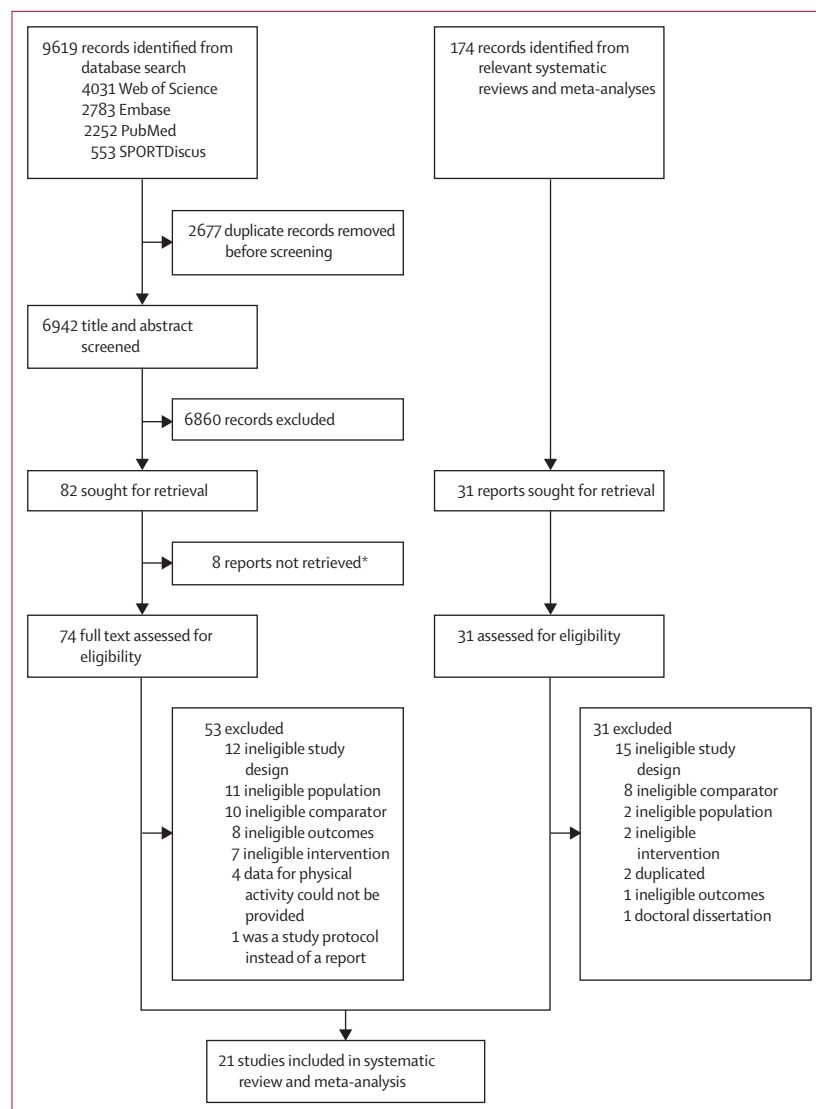 9619 records identified from
database search
4031 Web of Science
2783 Embase
2252 PubMed
553 SPORTDiscus
174 records identified from
relevant systematic
reviews and meta-analyses
2677 duplicate records removed
before screening
6942 title and abstract
screened
6860 records excluded
82 sought for retrieval
31 reports sought for retrieval
8 reports not retrieved*
74 full text assessed for
eligibility
31 assessed for eligibility
53 excluded
12 ineligible study
design
11 ineligible population
10 ineligible comparator
8 ineligible outcomes
7 ineligible intervention
4 data for physical
activity could not be
provided
1 was a study protocol
instead of a report
31 excluded
15 ineligible study
design
8 ineligible comparator
2 ineligible population
2 ineligible
intervention
2 duplicated
1 ineligible outcomes
1 doctoral dissertation
21 studies included in systematic
review and meta-analysis